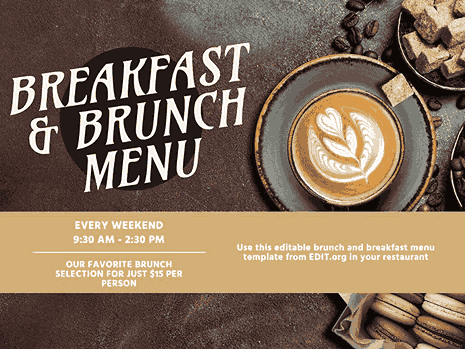 BREAKFAST
& BRUNCH
MENU
EVERY WEEKEND
9:30 AM - 2:30 PM
OUR FAVORITE BRUNCH
SELECTION FOR JUST $15 PER
PERSON
Use this editable brunch and breakfast menu
template from EDIT.org in your restaurant